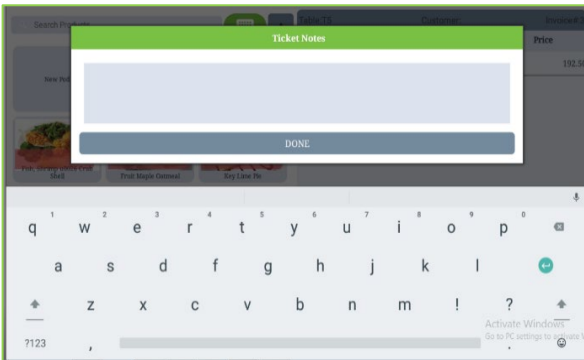 Search Products
Table 15
Customer:
Invoice#
Ticket Notes
Price
New Pod
192.50
DONE
Shell
Fruit Maple Oatmeal
Key Lime Pie
1 2 3 4 5 6 7 8 9 0
q w e r t y u i o p
a s d f g h j k l
z x c v b n m ! ?
Activate Windows
Go to PC settings to activate
?123 , .